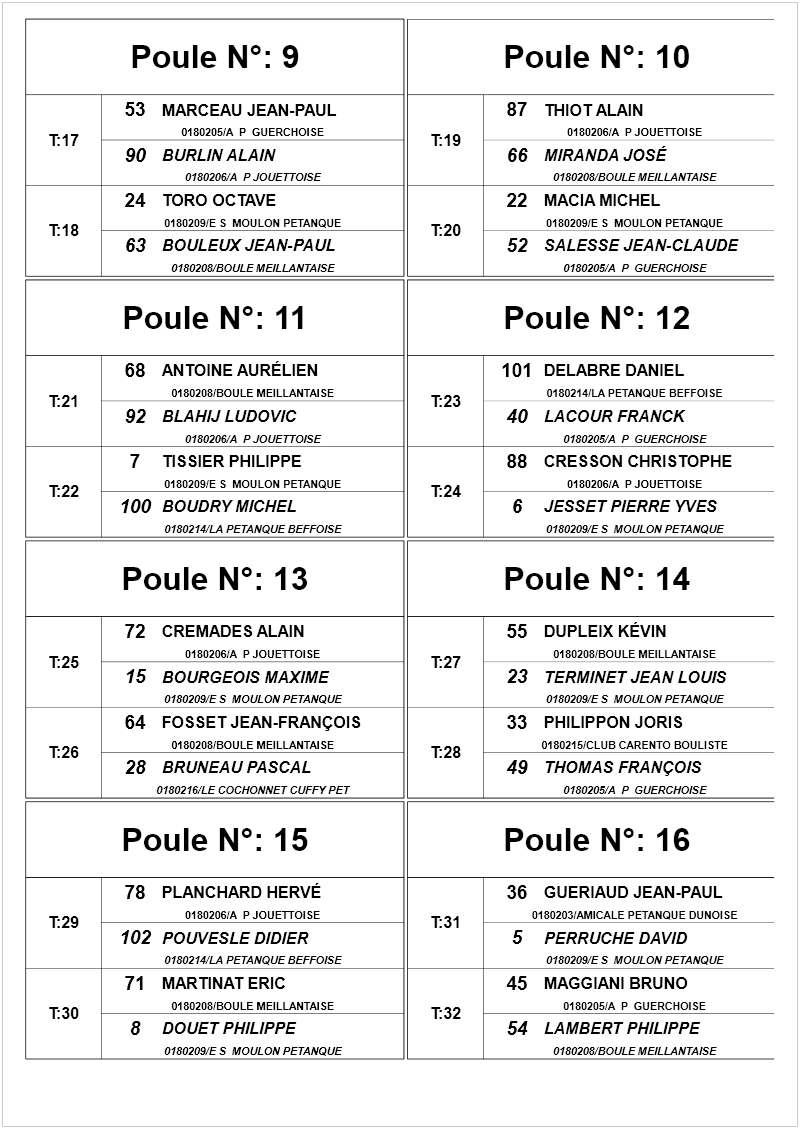 Poule N°: 9
T:17
53 MARCEAU JEAN-PAUL
0180205/A P GUERCHOISE
90 BURLIN ALAIN
0180206/A P JOUETTOISE
T:18
24 TORO OCTAVE
0180209/E S MOULON PETANQUE
63 BOULEUX JEAN-PAUL
0180208/BOULE MEILLANTAISE
Poule N°: 10
T:19
87 THIOT ALAIN
0180206/A P JOUETTOISE
66 MIRANDA JOSÉ
0180208/BOULE MEILLANTAISE
T:20
22 MACIA MICHEL
0180209/E S MOULON PETANQUE
52 SALESSE JEAN-CLAUDE
0180205/A P GUERCHOISE
Poule N°: 11
T:21
68 ANTOINE AURÉLIEN
0180208/BOULE MEILLANTAISE
92 BLAHIJ LUDOVIC
0180206/A P JOUETTOISE
T:22
7 TISSIER PHILIPPE
0180209/E S MOULON PETANQUE
100 BOUDRY MICHEL
0180214/LA PETANQUE BEFFOISE
Poule N°: 12
T:23
101 DELABRE DANIEL
0180214/LA PETANQUE BEFFOISE
40 LACOUR FRANCK
0180205/A P GUERCHOISE
T:24
88 CRESSON CHRISTOPHE
0180206/A P JOUETTOISE
6 JESSET PIERRE YVES
0180209/E S MOULON PETANQUE
Poule N°: 13
T:25
72 CREMADES ALAIN
0180206/A P JOUETTOISE
15 BOURGEOIS MAXIME
0180209/E S MOULON PETANQUE
T:26
64 FOSSET JEAN-FRANÇOIS
0180208/BOULE MEILLANTAISE
28 BRUNEAU PASCAL
0180216/LE COCHONNET CUFFY PET
Poule N°: 14
T:27
55 DUPLEIX KÉVIN
0180208/BOULE MEILLANTAISE
23 TERMINET JEAN LOUIS
0180209/E S MOULON PETANQUE
T:28
33 PHILIPPON JORIS
0180215/CLUB CARENTO BOULISTE
49 THOMAS FRANÇOIS
0180205/A P GUERCHOISE
Poule N°: 15
T:29
78 PLANCHARD HERVÉ
0180206/A P JOUETTOISE
102 POUVESLE DIDIER
0180214/LA PETANQUE BEFFOISE
T:30
71 MARTINAT ERIC
0180208/BOULE MEILLANTAISE
8 DOUET PHILIPPE
0180209/E S MOULON PETANQUE
Poule N°: 16
T:31
36 GUERIAUD JEAN-PAUL
0180203/AMICALE PETANQUE DUNOISE
5 PERRUCHE DAVID
0180209/E S MOULON PETANQUE
T:32
45 MAGGIANI BRUNO
0180205/A P GUERCHOISE
54 LAMBERT PHILIPPE
0180208/BOULE MEILLANTAISE